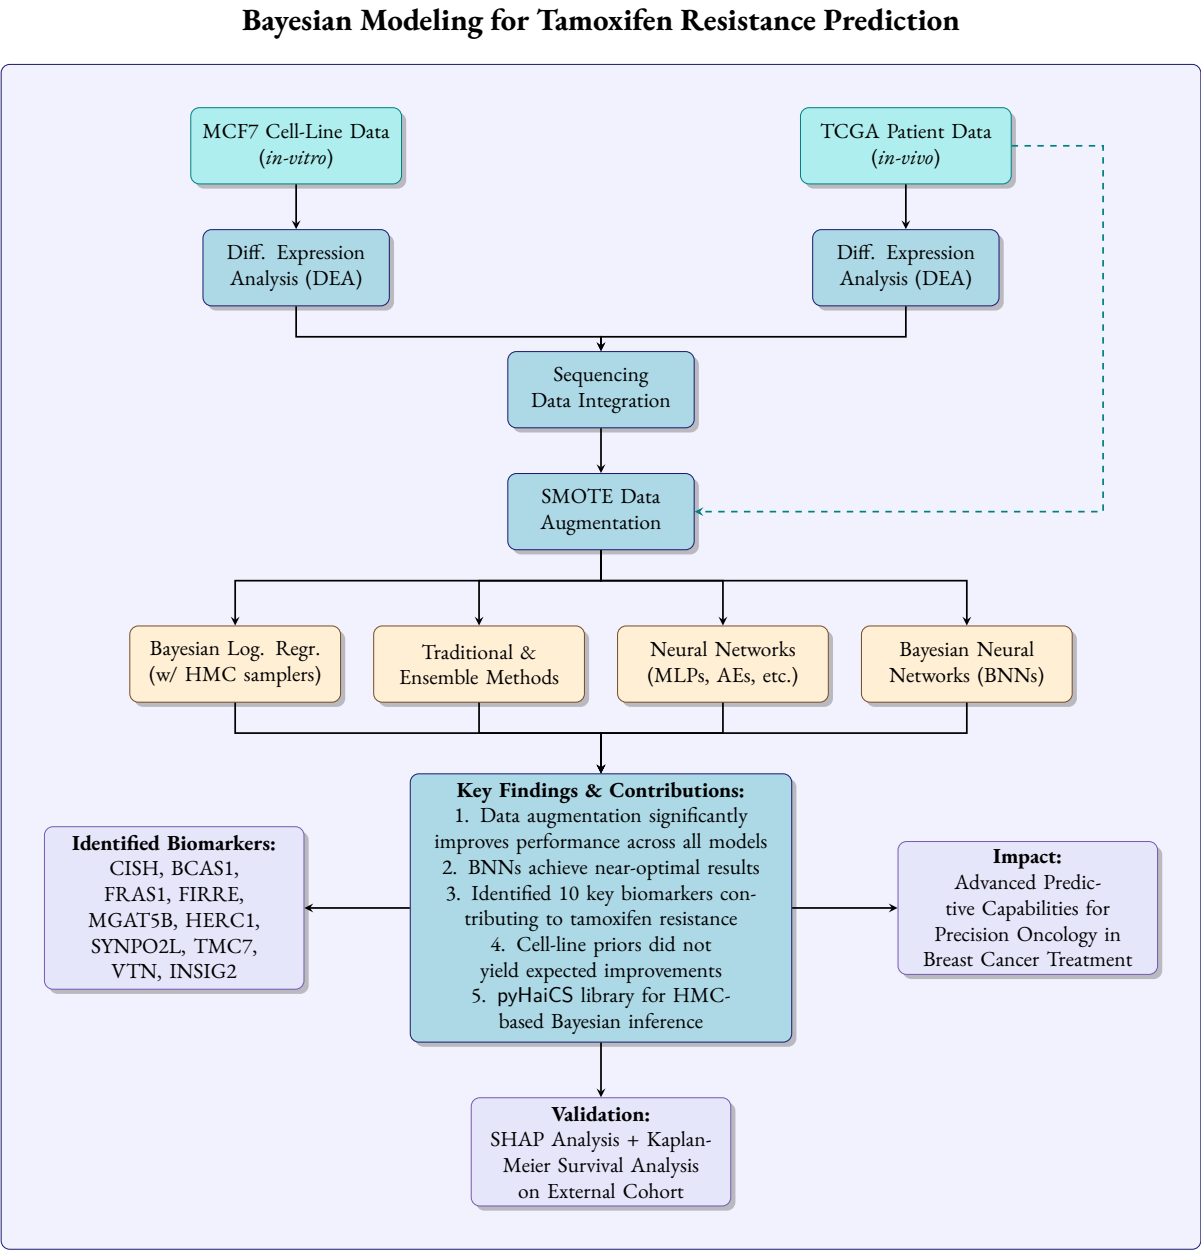 Bayesian Modeling for Tamoxifen Resistance Prediction
MCF7 Cell-Line Data
(in-vitro)
TCGA Patient Data
(in-vivo)
Diff. Expression
Analysis (DEA)
Diff. Expression
Analysis (DEA)
Sequencing
Data Integration
SMOTE Data
Augmentation
Bayesian Log. Regr.
(w/ HMC samplers)
Traditional &
Ensemble Methods
Neural Networks
(MLPs, AEs, etc.)
Bayesian Neural
Networks (BNNs)
Key Findings & Contributions:
1. Data augmentation significantly
improves performance across all models
2. BNNs achieve near-optimal results
3. Identified 10 key biomarkers con-
tributing to tamoxifen resistance
4. Cell-line priors did not
yield expected improvements
5. pyHaiCS library for HMC-
based Bayesian inference
Identified Biomarkers:
CISH, BCAS1,
FRAS1, FIRRE,
MGAT5B, HERC1,
SYNPO2L, TMC7,
VTN, INSIG2
Impact:
Advanced Predic-
tive Capabilities for
Precision Oncology in
Breast Cancer Treatment
Validation:
SHAP Analysis + Kaplan-
Meier Survival Analysis
on External Cohort